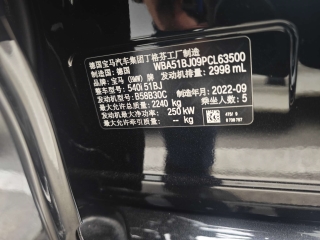 德国宝马汽车集团丁格芬工厂制造
制造国: 德国 WBA51BJ09PCL63500
品牌: 宝马 (BMW) 牌 发动机排量: 2998 mL
整车型号: 540i 51BJ
发动机型号: B58B30C
最大允许总质量: 2240 kg 制造年月: 2022-09
发动机最大净功率: 250 kW 乘坐人数: 5
最大允许牵引质量: -- kg